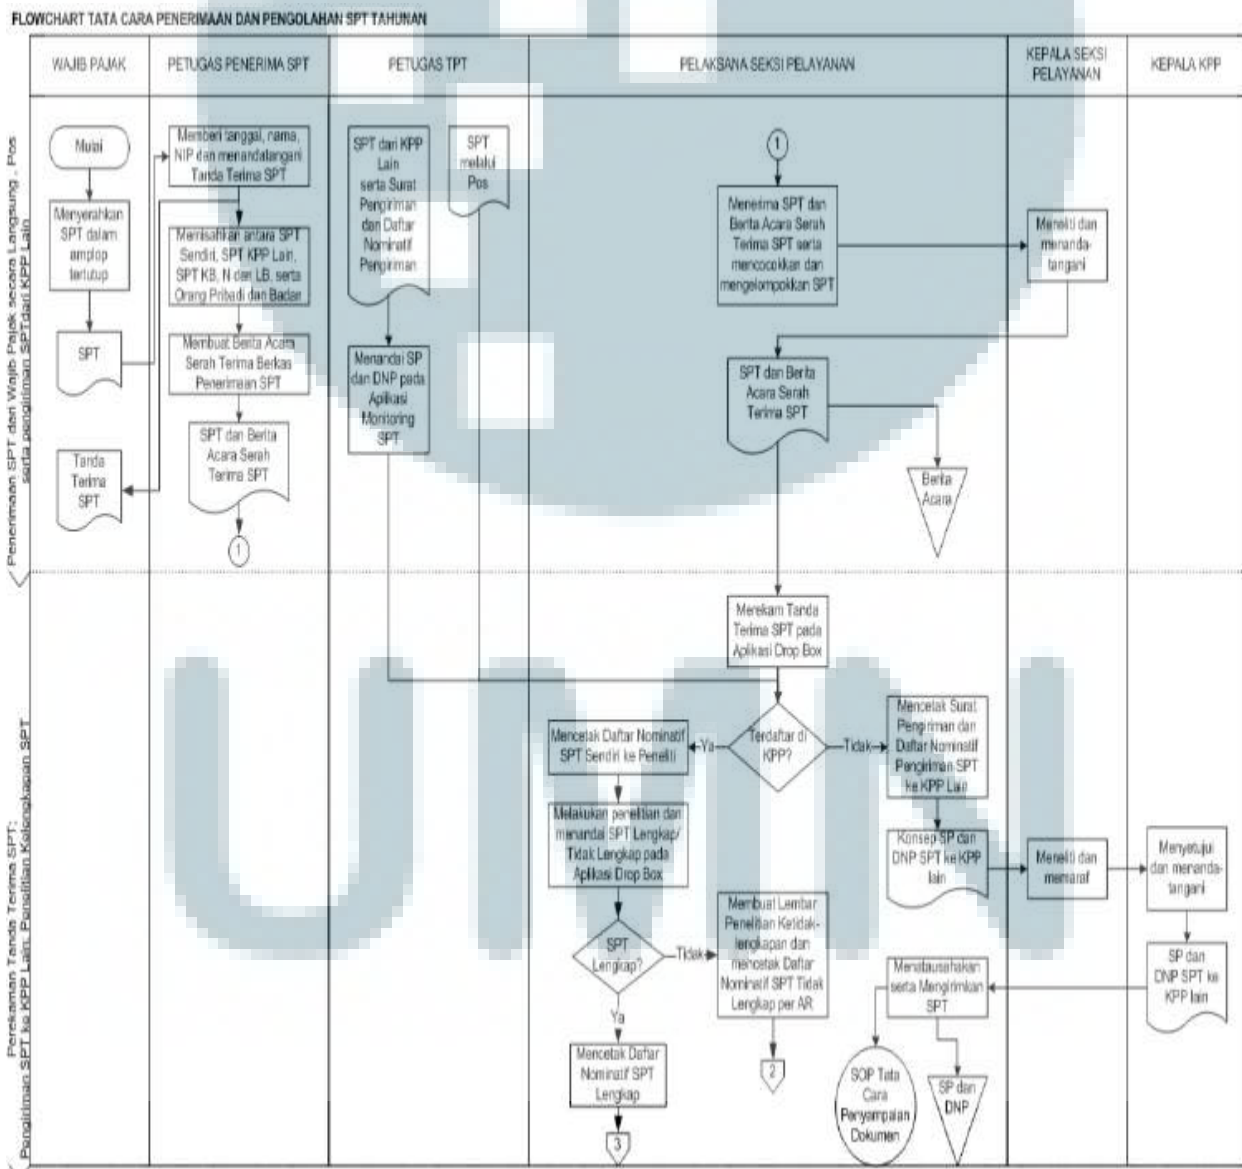 FLOWCHART TATA CARA PENERIMAAN DAN PENGOLAHAN SPT TAHUNAN
WAJIB PAJAK
PETUGAS PENERIMA SPT
PETUGAS TPT
PELAKSANA SEKSI PELAYANAN
KEPALA SEKSI
PELAYANAN
KEPALA KPP
Penerimaan SPT dari Wajib Pajak secara Langsung, Pos
serta pengiriman SPT dari KPP Lain
Mulai
Menyerahkan
SPT dalam
amplop
tertutup
SPT
Tanda
Terima
SPT
Memberi tanggal, nama,
NIP dan menandatangani
Tanda Terima SPT
Memisahkan antara SPT
Sendiri, SPT KPP Lain,
SPT KB, N dan LB, serta
Orang Pribadi dan Badan
Membuat Berita Acara
Serah Terima Berkas
Penerimaan SPT
SPT dan Berita
Acara Serah
Terima SPT
1
SPT dari KPP
Lain
serta Surat
Pengiriman
dan Daftar
Nominatif
Pengiriman
SPT
melalui
Pos
Menandai SP
dan DNP pada
Aplikasi
Monitoring
SPT
1
Menerima SPT dan
Berita Acara Serah
Terima SPT serta
mencocokkan dan
mengelompokkan SPT
Meneliti dan
menanda-
tangani
SPT dan Berita
Acara Serah
Terima SPT
Berita
Acara
Perekaman Tanda Terima SPT;
Pengiriman SPT ke KPP Lain; Penelitian Kelengkapan SPT
Merekam Tanda
Terima SPT pada
Aplikasi Drop Box
Terdaftar di
KPP?
Ya
Tidak
Mencetak Daftar Nominatif
SPT Sendiri ke Peneliti
Melakukan penelitian dan
menandai SPT Lengkap/
Tidak Lengkap pada
Aplikasi Drop Box
SPT
Lengkap?
Tidak
Ya
Mencetak Daftar
Nominatif SPT
Lengkap
3
Membuat Lembar
Penelitian Ketidak-
lengkapan dan
mencetak Daftar
Nominatif SPT Tidak
Lengkap per AR
2
Mencetak Surat
Pengiriman dan
Daftar Nominatif
Pengiriman SPT
ke KPP Lain
Konsep SP dan
DNP SPT ke KPP
lain
Meneliti dan
memaraf
Menyetujui
dan menanda-
tangani
SP dan
DNP SPT ke
KPP lain
Menatausahakan
serta Mengirimkan
SPT
SOP Tata
Cara
Penyampaian
Dokumen
SP dan
DNP
umn